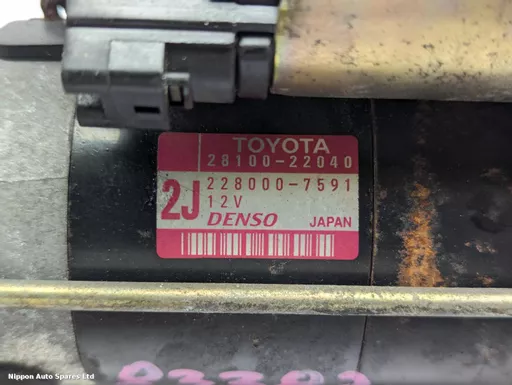 TOYOTA
28100-22040
2J
228000-7591
12V
DENSO JAPAN
Nippon Auto Spares Ltd